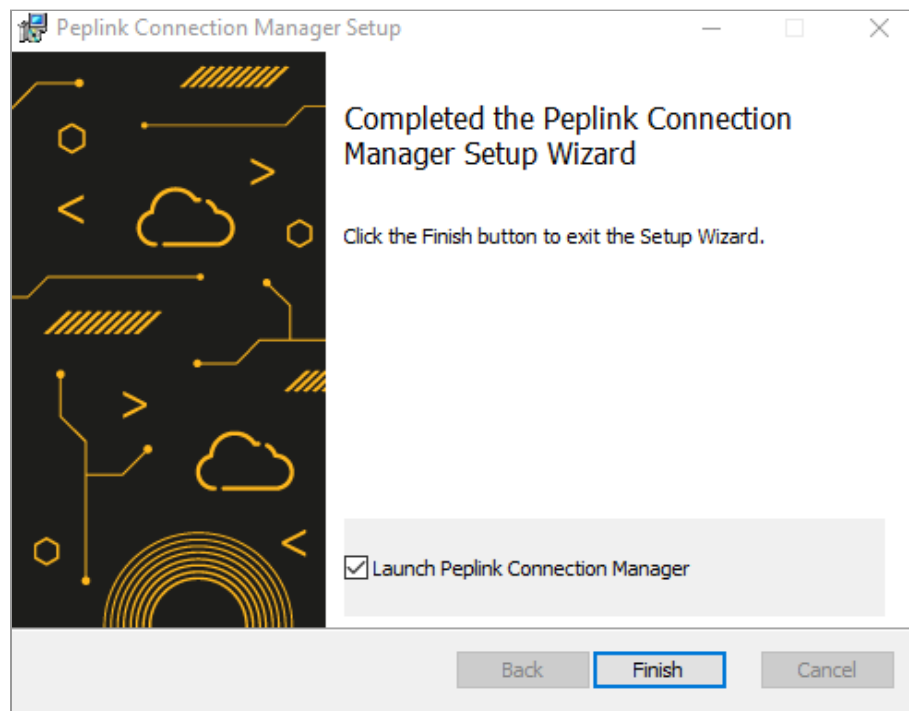 Peplink Connection Manager Setup
Completed the Peplink Connection
Manager Setup Wizard
Click the Finish button to exit the Setup Wizard.
Launch Peplink Connection Manager
Back
Finish
Cancel